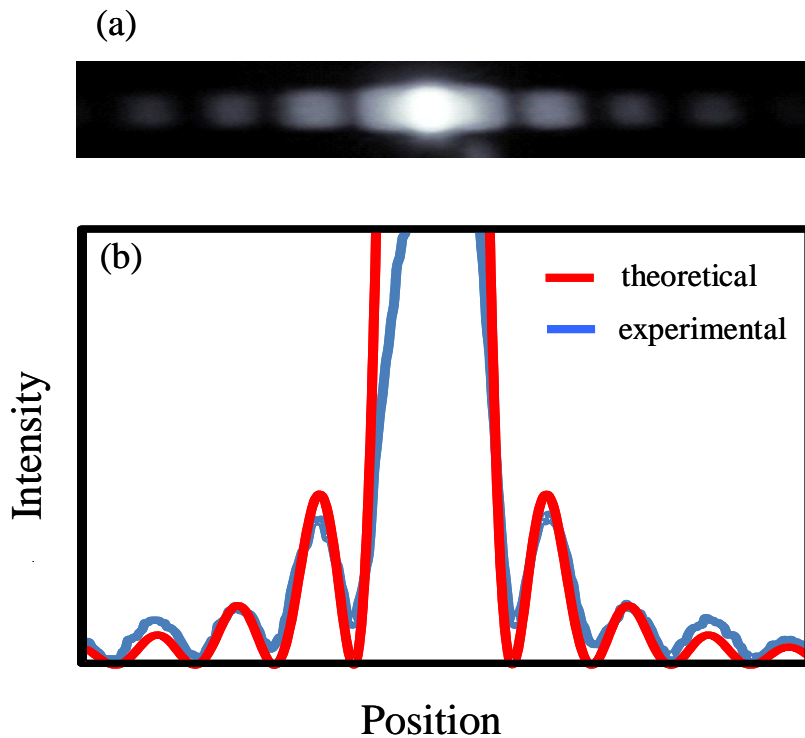 (a)
(b)
theoretical
experimental
Intensity
Position